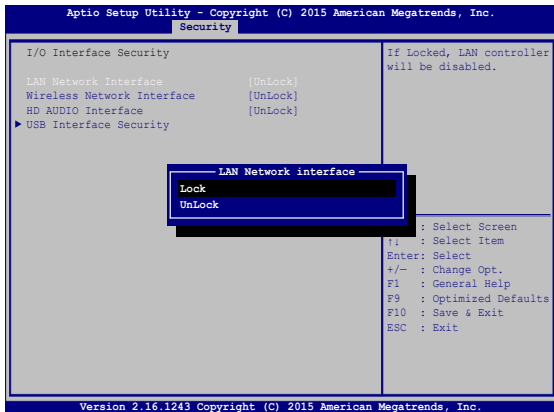 Aptio Setup Utility - Copyright (C) 2015 American Megatrends, Inc.
Security
I/O Interface Security
LAN Network Interface [UnLock]
Wireless Network Interface [UnLock]
HD AUDIO Interface [UnLock]
USB Interface Security
If Locked, LAN controller
will be disabled.
LAN Network interface
Lock
UnLock
: Select Screen
↑↓ : Select Item
Enter: Select
+/— : Change Opt.
F1 : General Help
F9 : Optimized Defaults
F10 : Save & Exit
ESC : Exit
Version 2.16.1243 Copyright (C) 2015 American Megatrends, Inc.